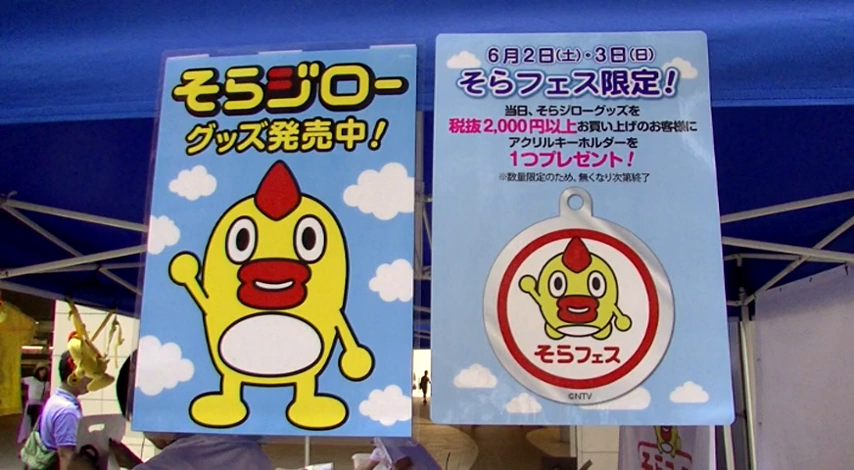 そらジロー
グッズ発売中!
6月2日(土)・3日(日)
そらフェス限定!
当日、そらジローグッズを
税抜2,000円以上お買い上げのお客様に
アクリルキーホルダーを
1つプレゼント!
※数量限定のため、無くなり次第終了
そらフェス
©NTV